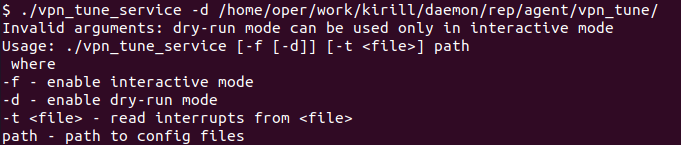 $ ./vpn_tune_service -d /home/oper/work/kirill/daemon/rep/agent/vpn_tune/
Invalid arguments: dry-run mode can be used only in interactive mode
Usage: ./vpn_tune_service [-f [-d]] [-t <file>] path
 where
-f - enable interactive mode
-d - enable dry-run mode
-t <file> - read interrupts from <file>
path - path to config files